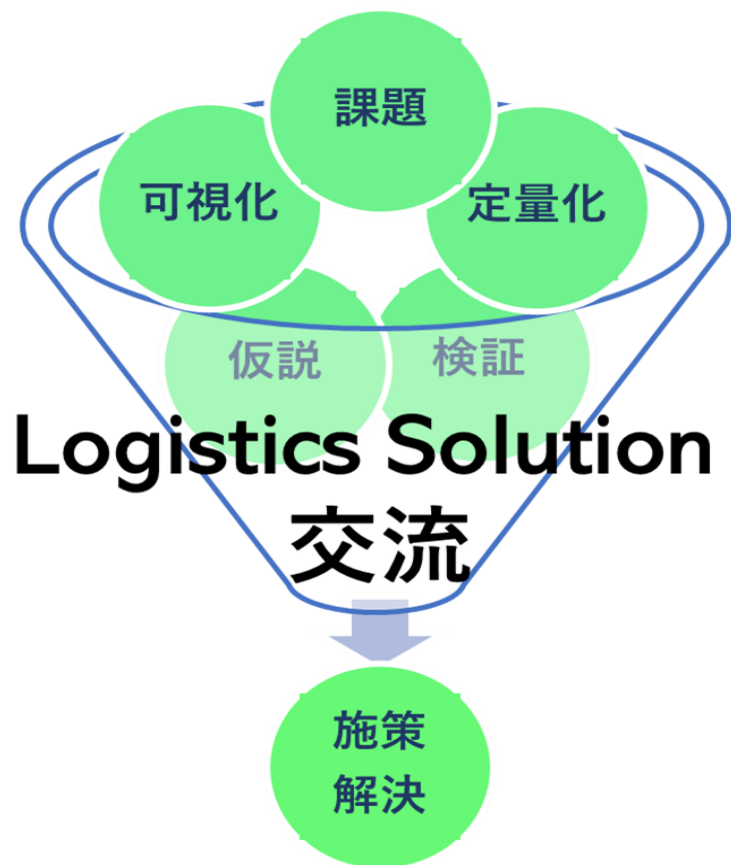 課題
可視化
定量化
仮説
検証
Logistics Solution
交流
施策
解決